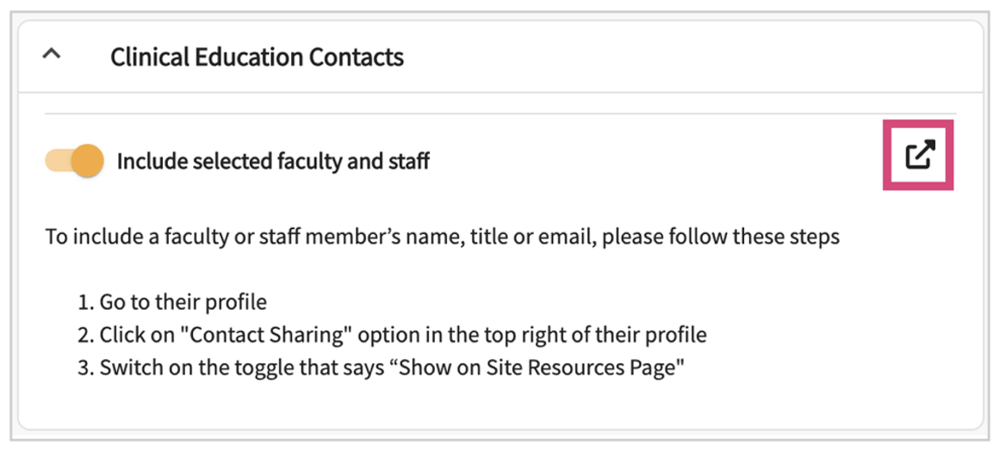 Clinical Education Contacts
Include selected faculty and staff
To include a faculty or staff member’s name, title or email, please follow these steps
1. Go to their profile
2. Click on "Contact Sharing" option in the top right of their profile
3. Switch on the toggle that says “Show on Site Resources Page"